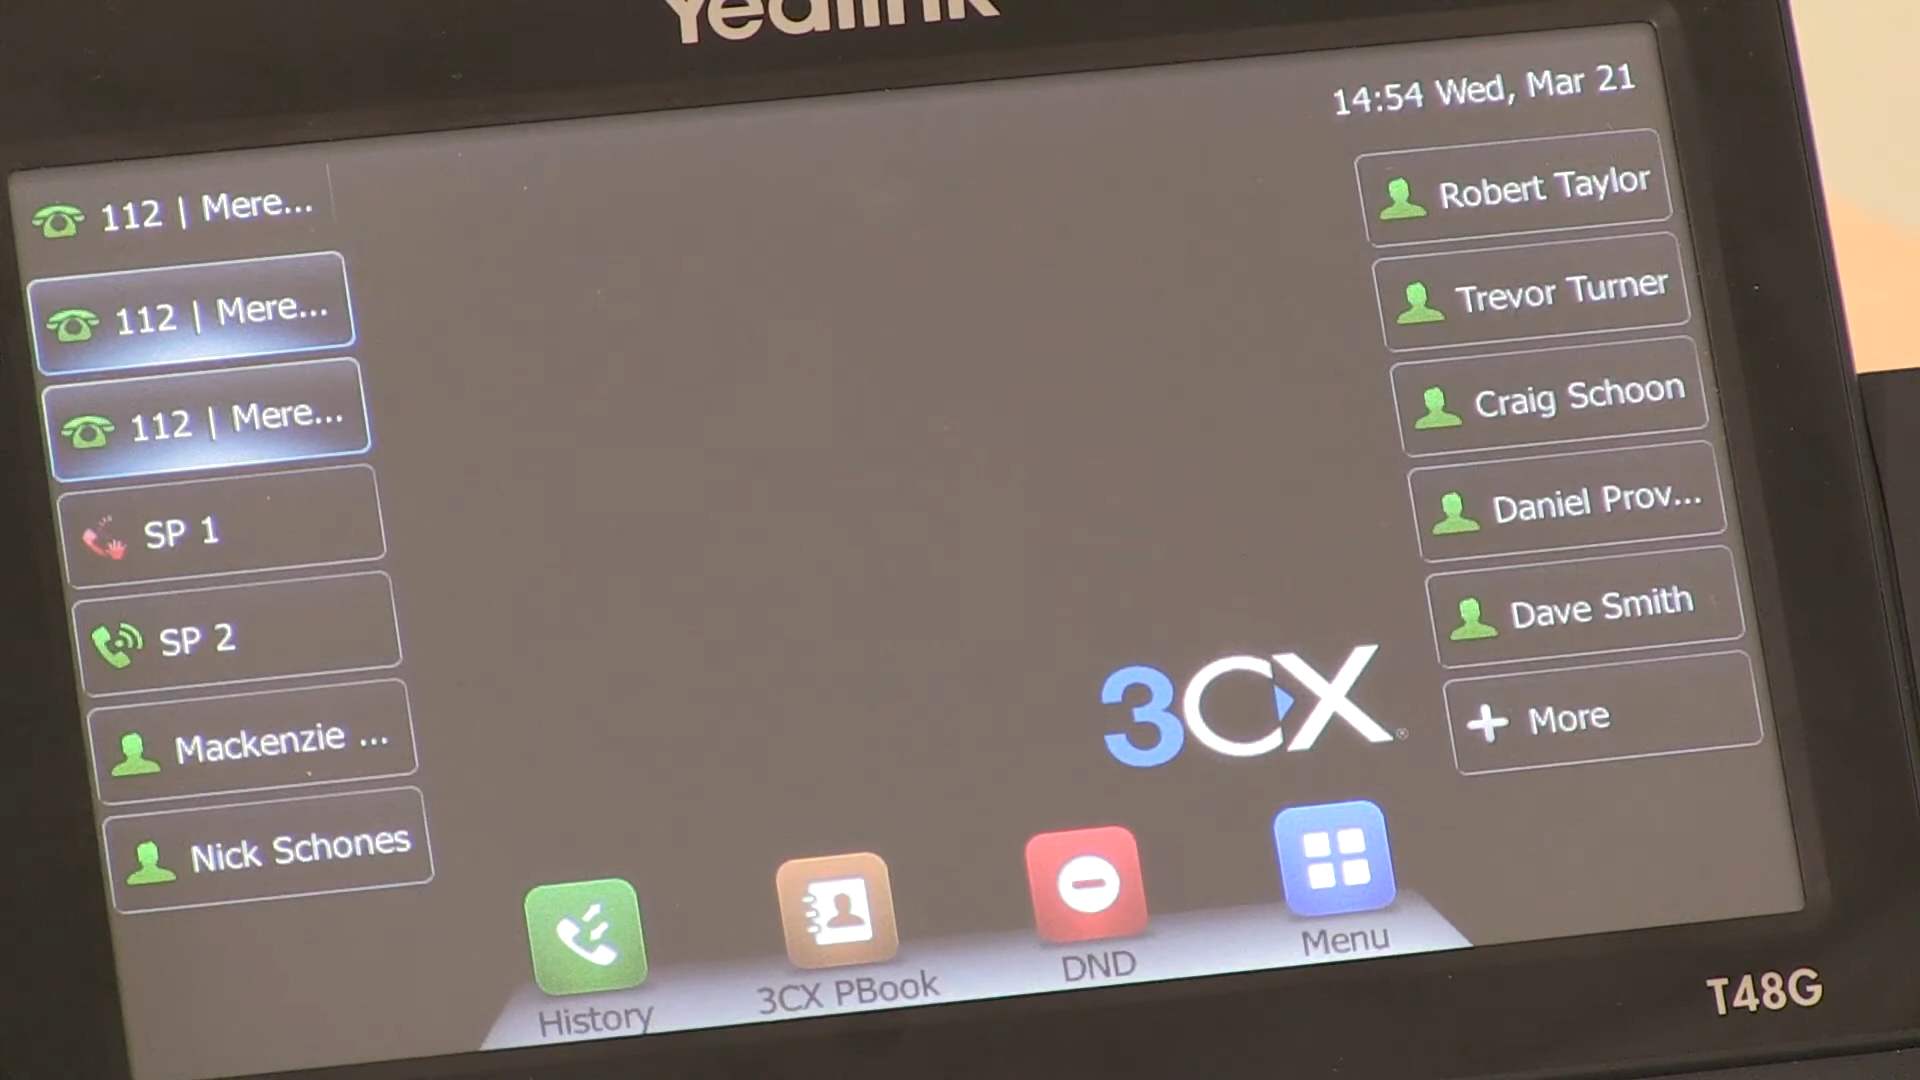 Yealink
14:54 Wed, Mar 21
112 | Mere...
112 | Mere...
112 | Mere...
SP 1
SP 2
Mackenzie ...
Nick Schones
Robert Taylor
Trevor Turner
Craig Schoon
Daniel Prov...
Dave Smith
More
3CX®
History
3CX PBook
DND
Menu
T48G